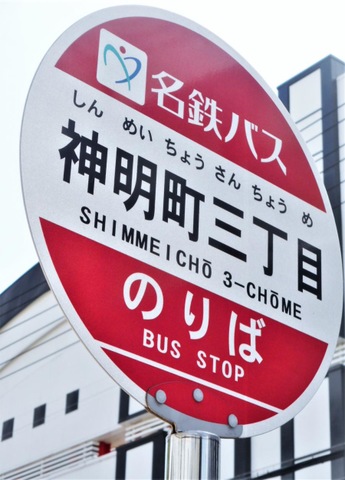 名鉄バス
しん めい ちょう さん ちょう め
神明町三丁目
SHIMMEICHŌ 3-CHŌME
のりば
BUS STOP